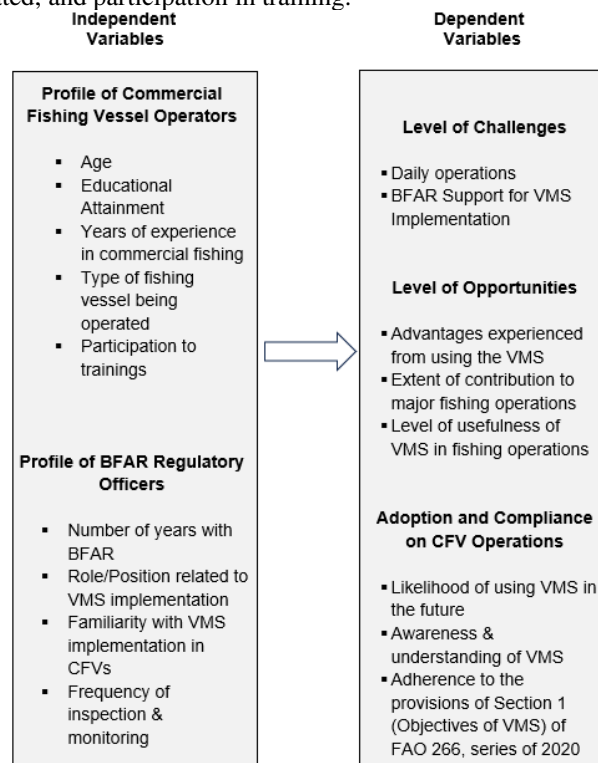 ated, and participation in training.
Independent
Variables
Profile of Commercial
Fishing Vessel Operators
▪ Age
▪ Educational
Attainment
▪ Years of experience
in commercial fishing
▪ Type of fishing
vessel being
operated
▪ Participation to
trainings
Profile of BFAR Regulatory
Officers
▪ Number of years with
BFAR
▪ Role/Position related to
VMS implementation
▪ Familiarity with VMS
implementation in
CFVs
▪ Frequency of
inspection &
monitoring
Dependent
Variables
Level of Challenges
▪ Daily operations
▪ BFAR Support for VMS
Implementation
Level of Opportunities
▪ Advantages experienced
from using the VMS
▪ Extent of contribution to
major fishing operations
▪ Level of usefulness of
VMS in fishing operations
Adoption and Compliance
on CFV Operations
▪ Likelihood of using VMS in
the future
▪ Awareness &
understanding of VMS
▪ Adherence to the
provisions of Section 1
(Objectives of VMS) of
FAO 266, series of 2020